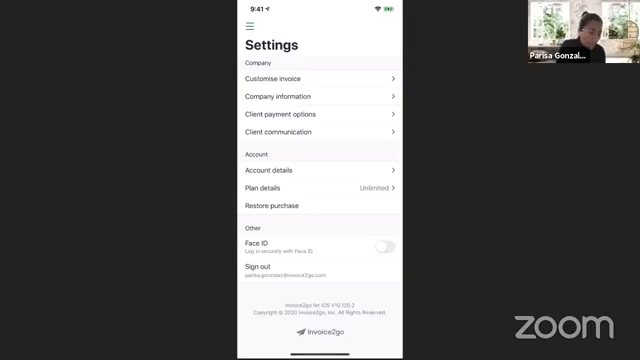 9:41
Settings
Company
Customise invoice
Company information
Client payment options
Client communication
Account
Account details
Plan details Unlimited
Restore purchase
Other
Face ID
Log in securely with Face ID
Sign out
parisa.gonzalez@invoice2go.com
Invoice2go for iOS V10.120.2
Copyright © 2020 Invoice2go, Inc. All Rights Reserved.
Invoice2go
Parisa Gonzal...
zoom